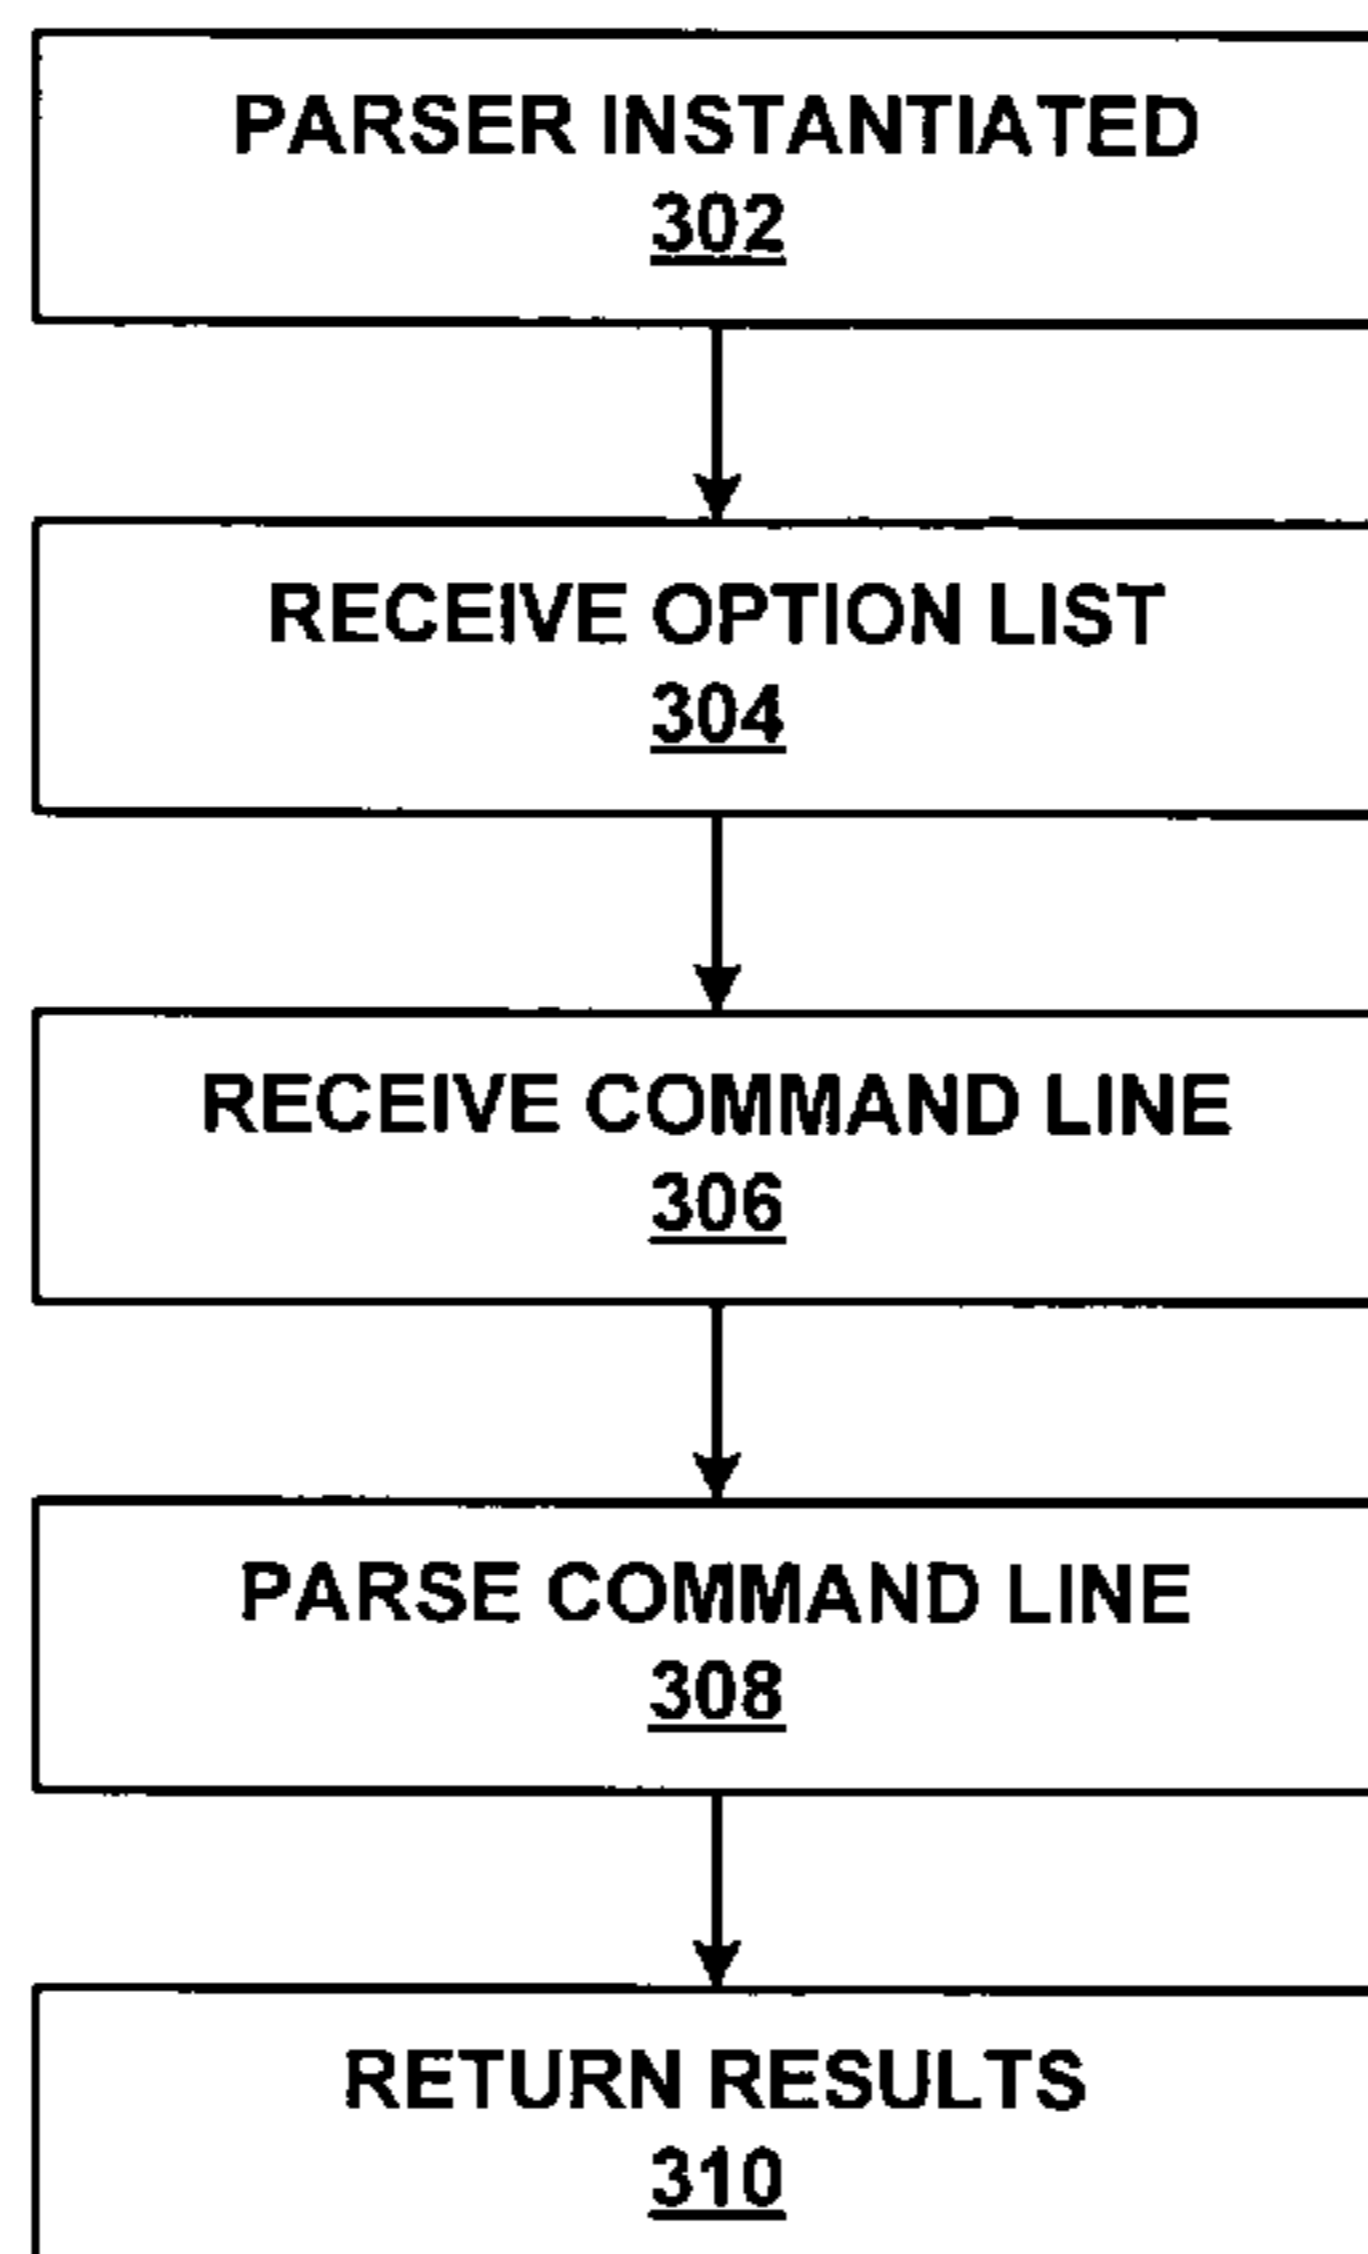 PARSER INSTANTIATED
302
RECEIVE OPTION LIST
304
RECEIVE COMMAND LINE
306
PARSE COMMAND LINE
308
RETURN RESULTS
310